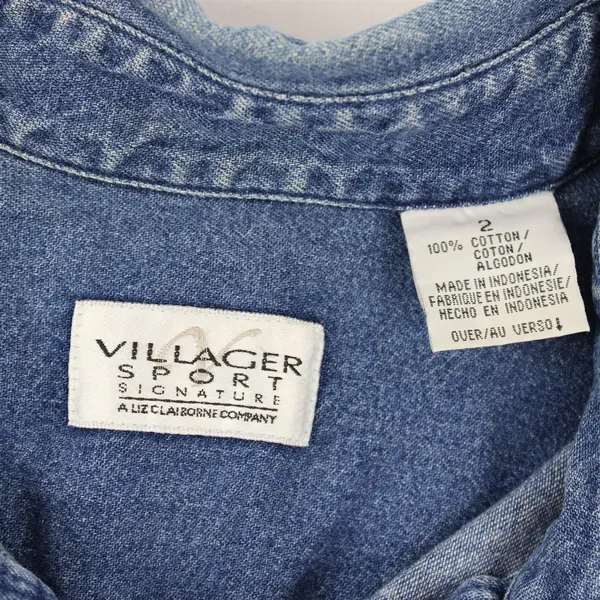 VILLAGER
SPORT
SIGNATURE
A LIZ CLAIBORNE COMPANY
2
100% COTTON/
COTON/
ALGODON
MADE IN INDONESIA/
FABRIQUE EN INDONESIE/
HECHO EN INDONESIA
OVER/AU VERSO↓